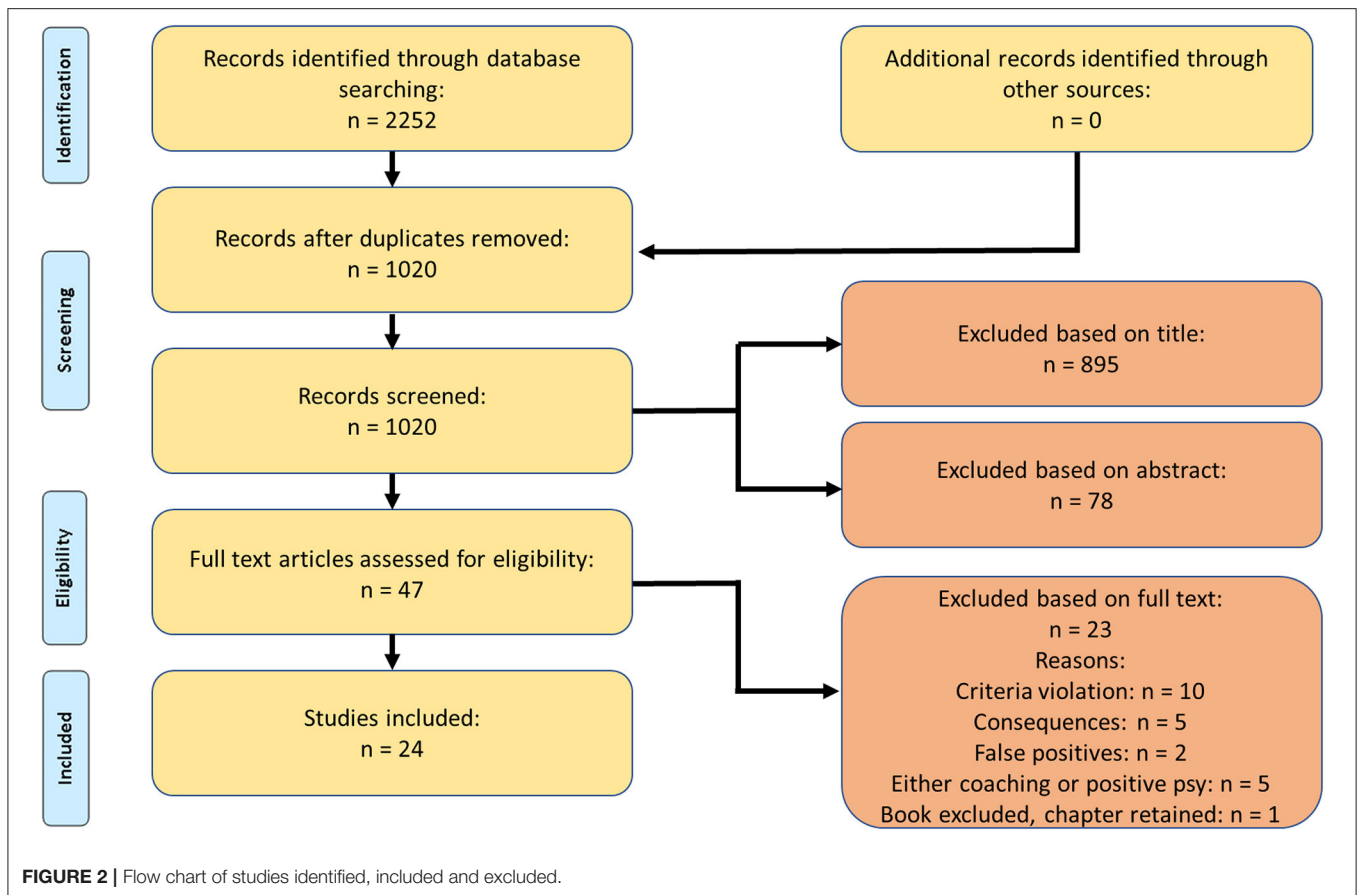 Identification
Records identified through database
searching:
n = 2252
Additional records identified through
other sources:
n = 0
Records after duplicates removed:
n = 1020
Screening
Records screened:
n = 1020
Excluded based on title:
n = 895
Excluded based on abstract:
n = 78
Eligibility
Full text articles assessed for eligibility:
n = 47
Excluded based on full text:
n = 23
Reasons:
Criteria violation: n = 10
Consequences: n = 5
False positives: n = 2
Either coaching or positive psy: n = 5
Book excluded, chapter retained: n = 1
Included
Studies included:
n = 24
FIGURE 2 | Flow chart of studies identified, included and excluded.